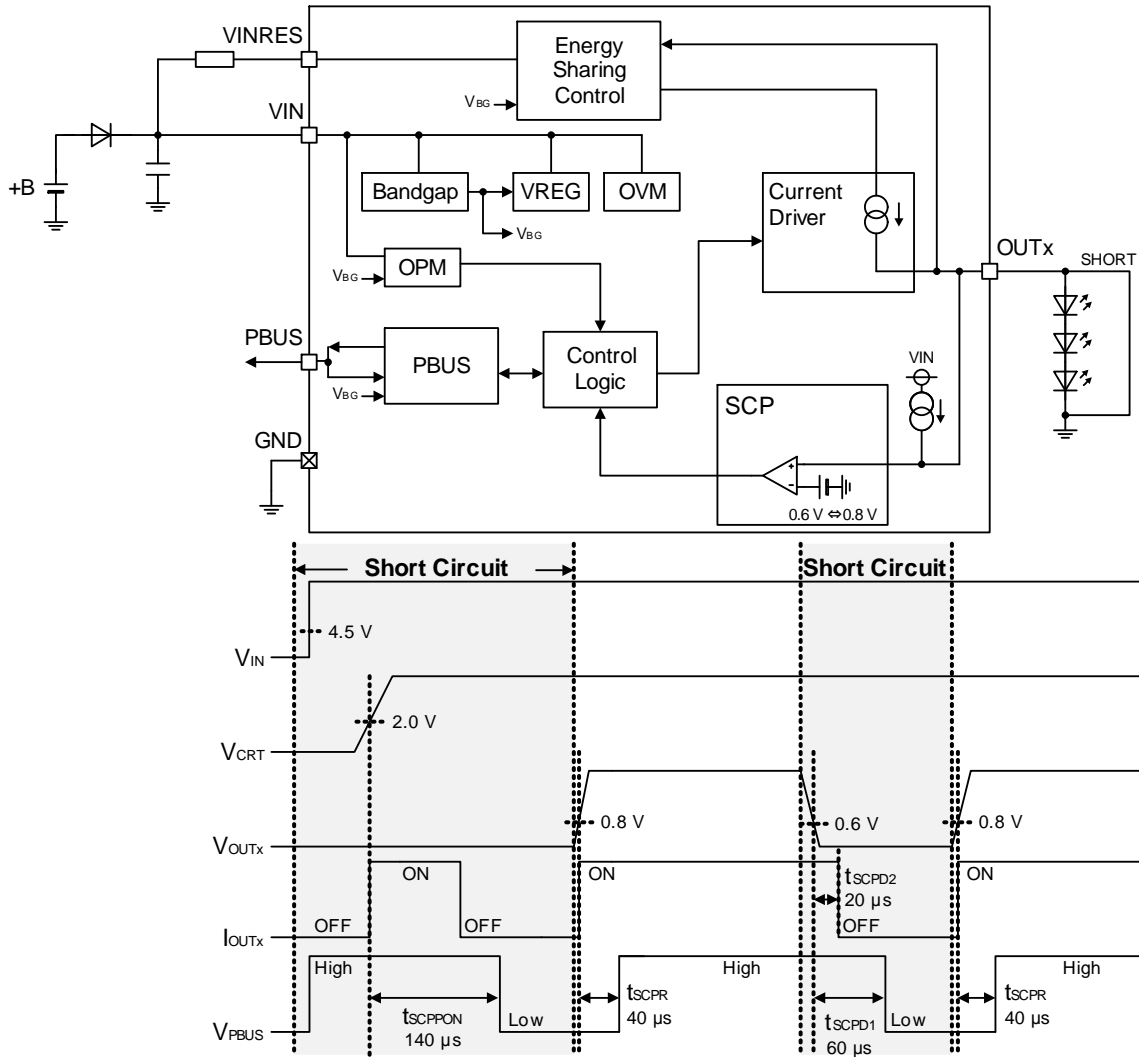 VINRES
Energy
Sharing
Control
VBG
VIN
+B
Bandgap
VREG
OVM
VBG
Current
Driver
OUTx
SHORT
VBG
OPM
PBUS
PBUS
VBG
Control
Logic
VIN
SCP
+
-
0.6 V ⇔0.8 V
GND
Short Circuit
Short Circuit
4.5 V
VIN
2.0 V
VCRT
0.8 V
0.6 V
0.8 V
VOUTx
ON
ON
tSCPD2
20 µs
ON
OFF
OFF
OFF
IOUTx
High
High
High
tSCPPON
140 µs
Low
tSCPR
40 µs
tSCPD1
60 µs
Low
tSCPR
40 µs
VPBUS